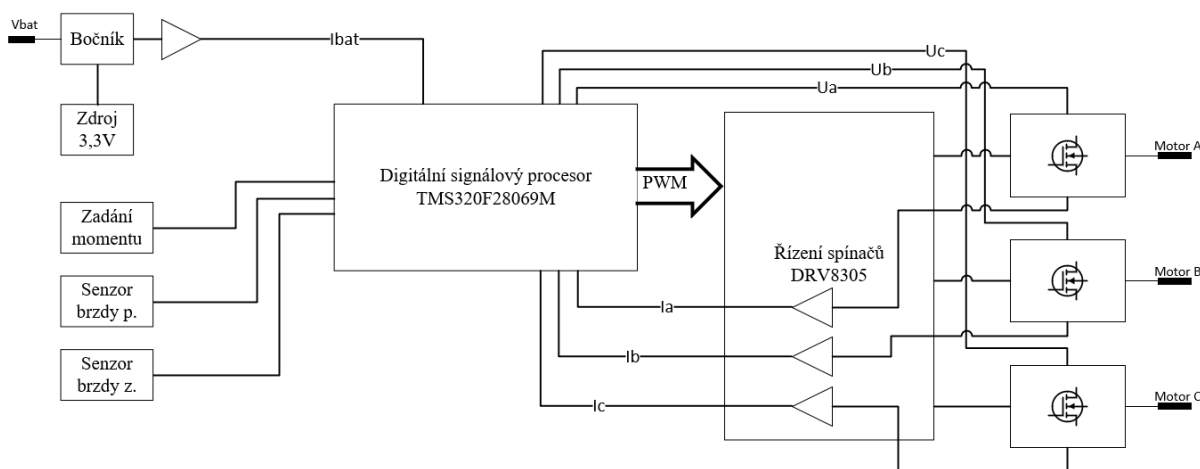 Vbat
Bočník
Ibat
Uc
Ub
Ua
Zdroj
3,3V
Digitální signálový procesor
TMS320F28069M
PWM
Motor A
Zadání
momentu
Řízení spínačů
DRV8305
Senzor
brzdy p.
Motor B
Ia
Ib
Senzor
brzdy z.
Ic
Motor C